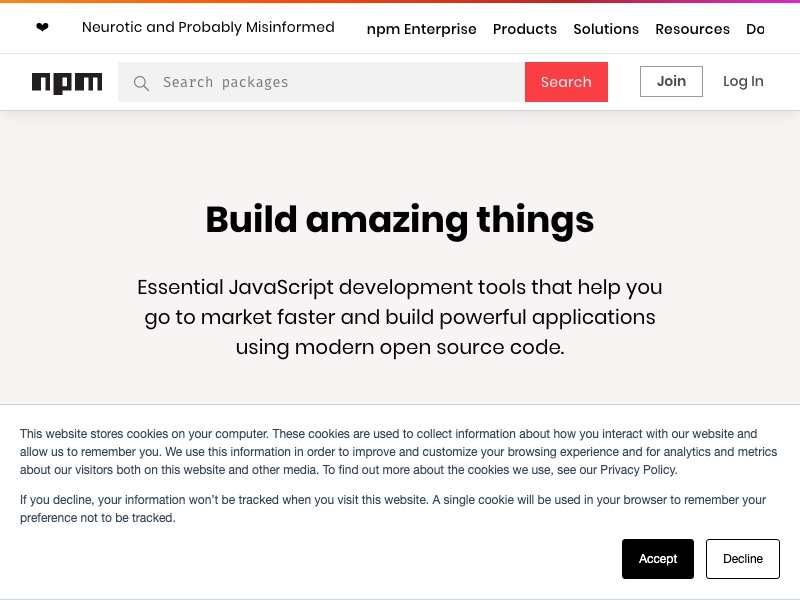 ❤ Neurotic and Probably Misinformed npm Enterprise Products Solutions Resources Do
npm Search packages Search Join Log In
Build amazing things
Essential JavaScript development tools that help you
go to market faster and build powerful applications
using modern open source code.
This website stores cookies on your computer. These cookies are used to collect information about how you interact with our website and
allow us to remember you. We use this information in order to improve and customize your browsing experience and for analytics and metrics
about our visitors both on this website and other media. To find out more about the cookies we use, see our Privacy Policy.
If you decline, your information won’t be tracked when you visit this website. A single cookie will be used in your browser to remember your
preference not to be tracked.
Accept Decline